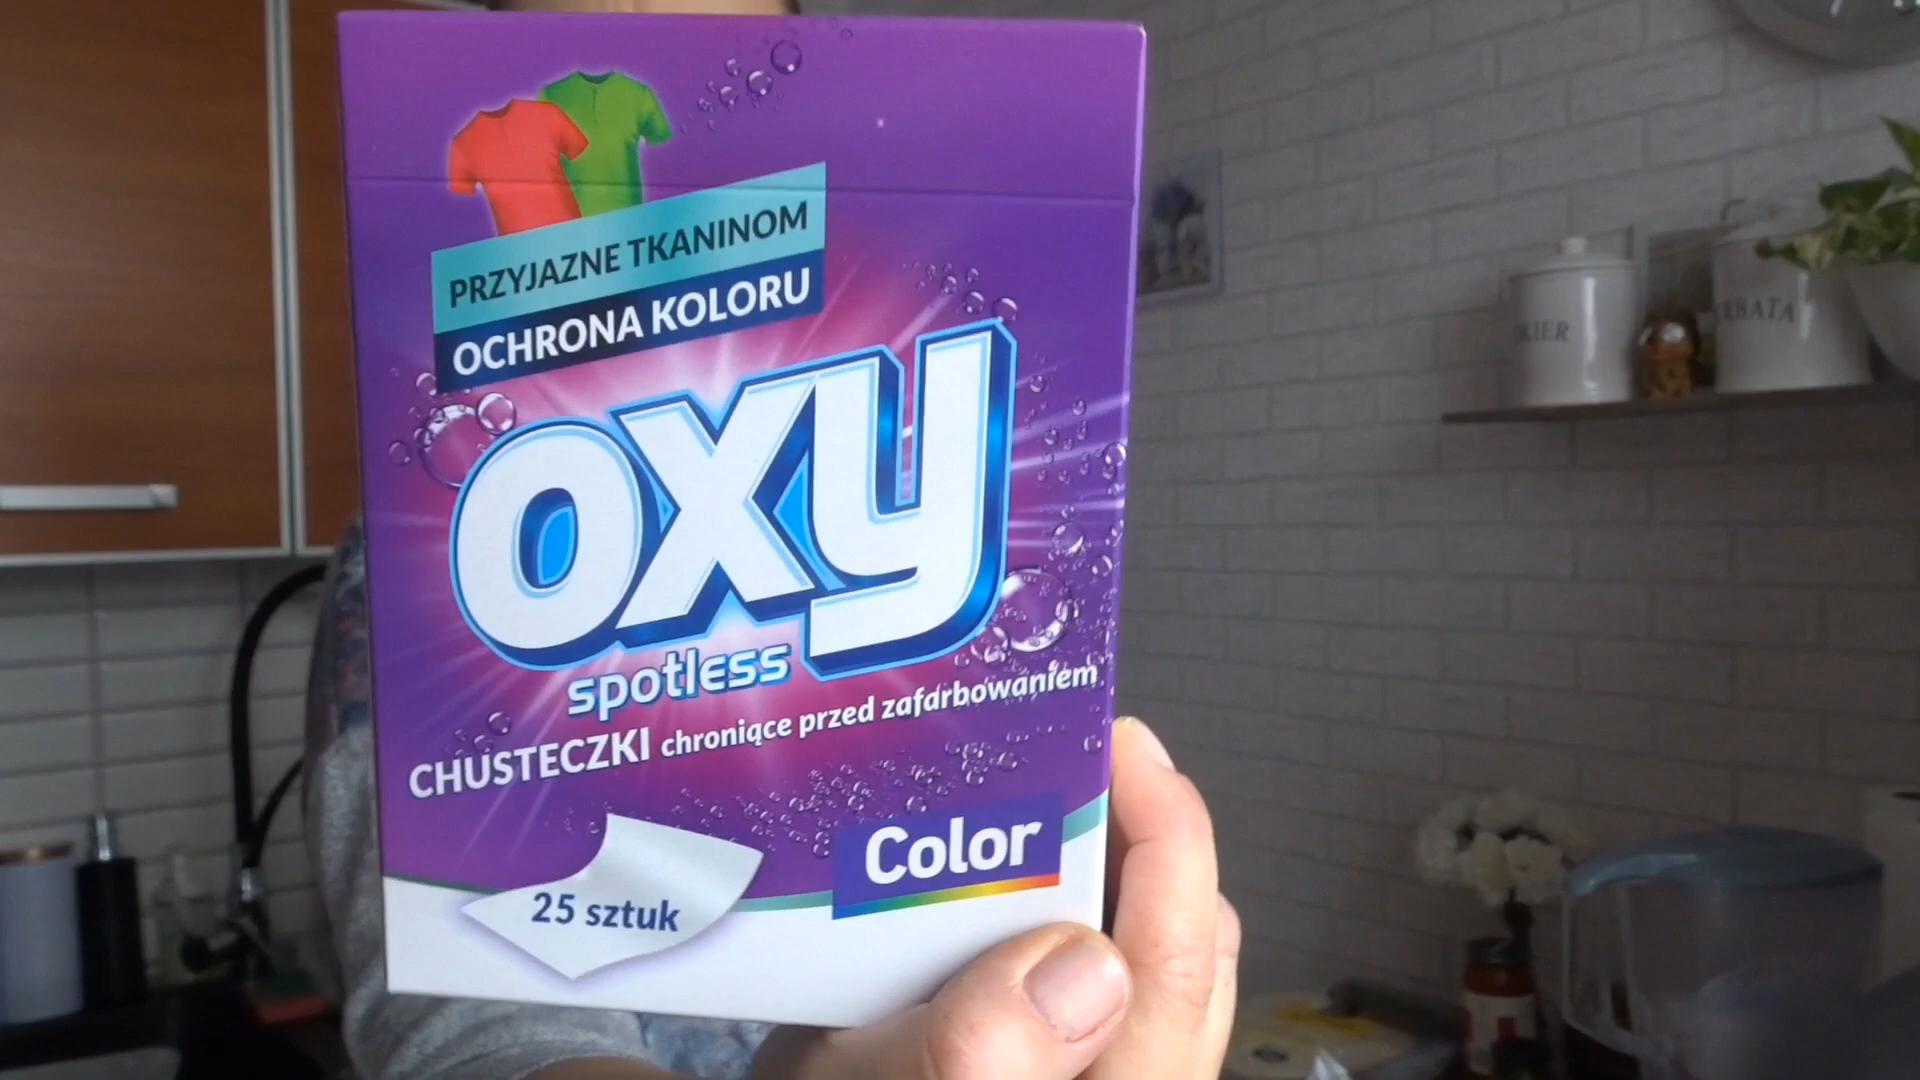 PRZYJAZNE TKANINOM
OCHRONA KOLORU
oxy
spotless
CHUSTECZKI chroniące przed zafarbowaniem
25 sztuk
Color